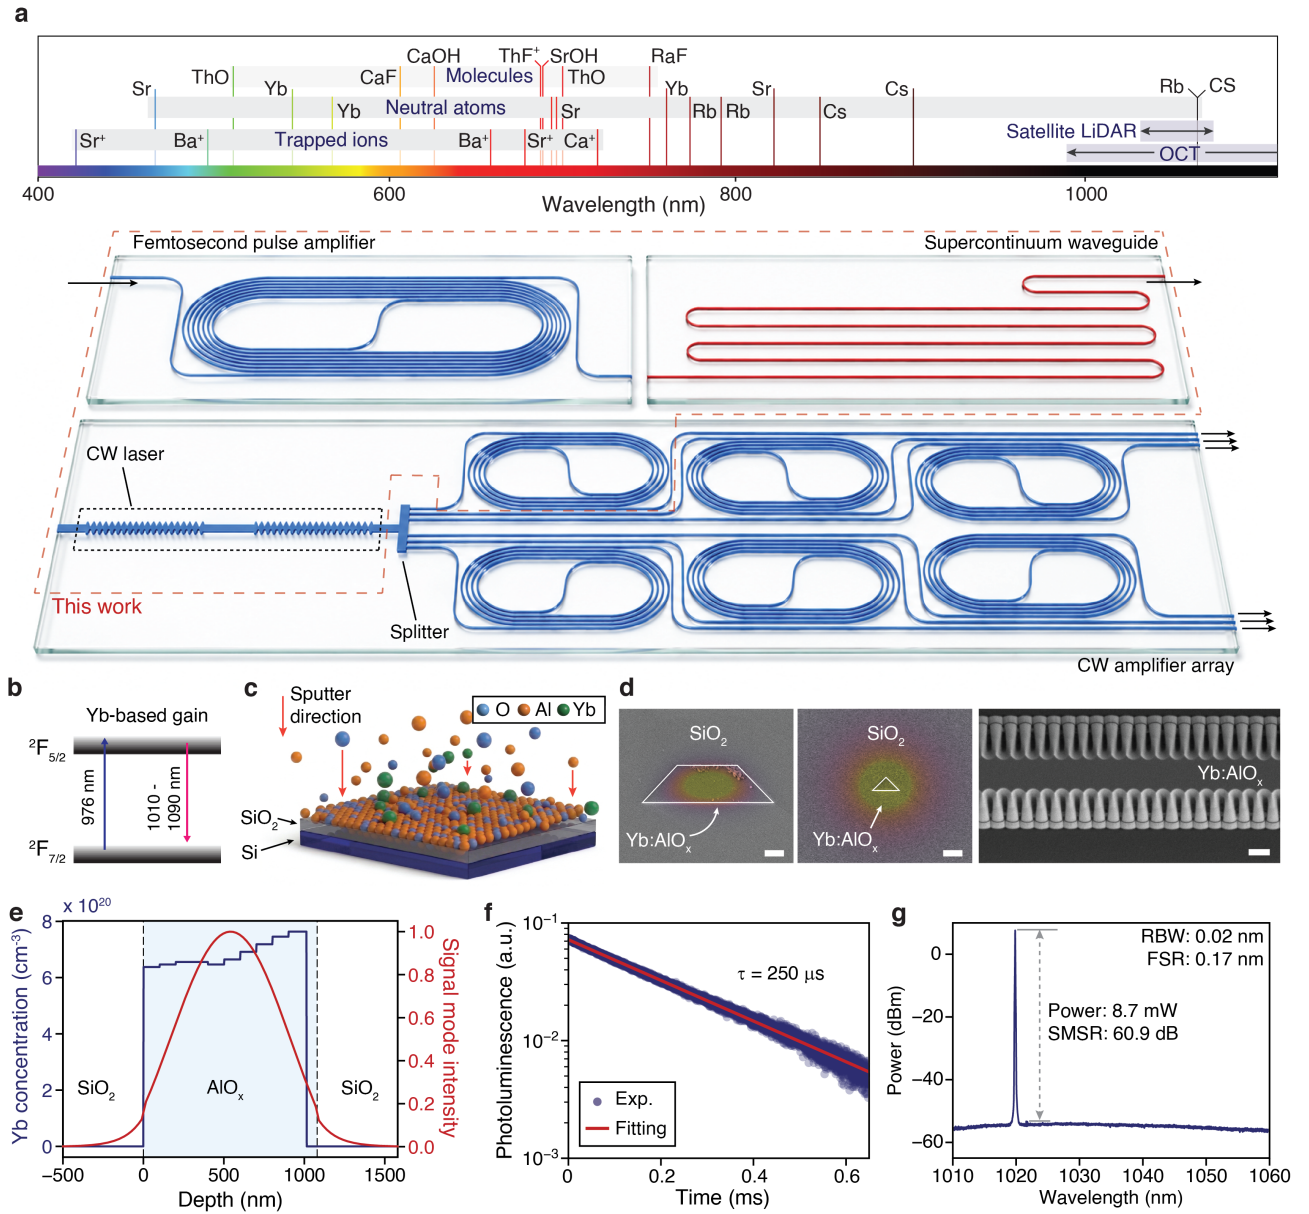 a
CaOH
ThF+
SrOH
RaF
ThO
CaF
Molecules
ThO
Sr
Yb
Yb
Sr
Cs
Rb
CS
Yb
Neutral atoms
Sr
Rb
Rb
Cs
Satellite LiDAR
Sr+
Ba+
Trapped ions
Ba+
Sr+
Ca+
OCT
400
600
800
1000
Wavelength (nm)
Femtosecond pulse amplifier
Supercontinuum waveguide
CW laser
This work
Splitter
CW amplifier array
b
Yb-based gain
2F5/2
976 nm
1010 -
1090 nm
2F7/2
c
Sputter
direction
O
Al
Yb
SiO2
Si
d
SiO2
Yb:AlOx
SiO2
Yb:AlOx
Yb:AlOx
e
x 10^20
8
6
4
2
0
Yb concentration (cm-3)
1.0
0.8
0.6
0.4
0.2
0.0
Signal mode intensity
SiO2
AlOx
SiO2
−500
0
500
1000
1500
Depth (nm)
f
10−1
10−2
10−3
Photoluminescence (a.u.)
τ = 250 μs
Exp.
Fitting
0
0.2
0.4
0.6
Time (ms)
g
0
−20
−40
−60
Power (dBm)
RBW: 0.02 nm
FSR: 0.17 nm
Power: 8.7 mW
SMSR: 60.9 dB
1010
1020
1030
1040
1050
1060
Wavelength (nm)